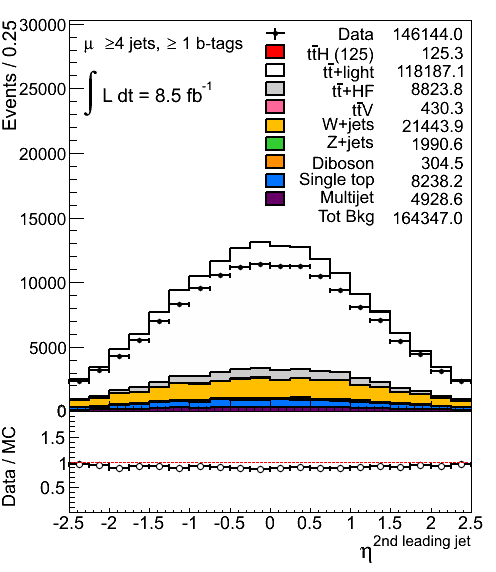 30000
25000
20000
15000
10000
5000
0
Events / 0.25
μ ≥4 jets, ≥ 1 b-tags
∫ L dt = 8.5 fb⁻¹
Data 146144.0
tt̄H (125) 125.3
tt̄+light 118187.1
tt̄+HF 8823.8
tt̄V 430.3
W+jets 21443.9
Z+jets 1990.6
Diboson 304.5
Single top 8238.2
Multijet 4928.6
Tot Bkg 164347.0
1.5
1
0.5
Data / MC
-2.5 -2 -1.5 -1 -0.5 0 0.5 1 1.5 2 2.5
η 2nd leading jet